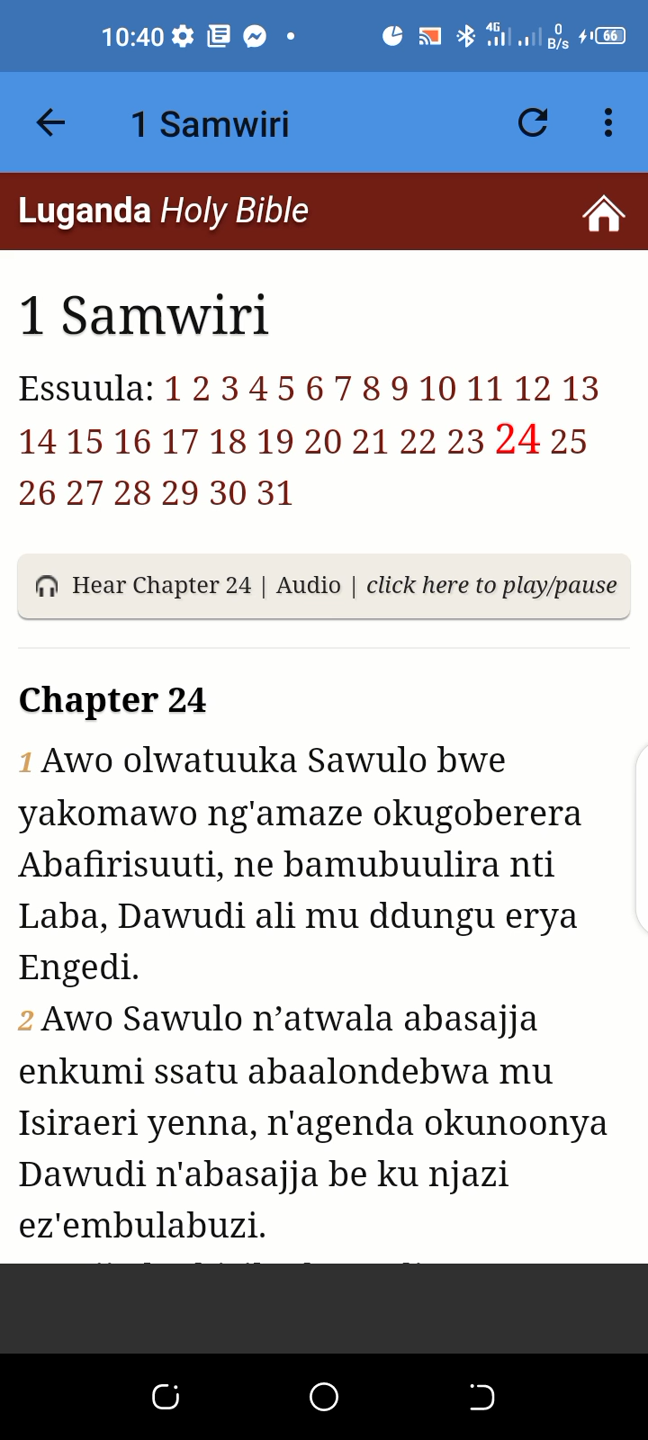 10:40
4G
0
B/s
66
1 Samwiri
Luganda Holy Bible
1 Samwiri
Essuula: 1 2 3 4 5 6 7 8 9 10 11 12 13
14 15 16 17 18 19 20 21 22 23 24 25
26 27 28 29 30 31
Hear Chapter 24 | Audio | click here to play/pause
Chapter 24
1 Awo olwatuuka Sawulo bwe
yakomawo ng'amaze okugoberera
Abafirisuuti, ne bamubuulira nti
Laba, Dawudi ali mu ddungu erya
Engedi.
2 Awo Sawulo n’atwala abasajja
enkumi ssatu abaalondebwa mu
Isiraeri yenna, n'agenda okunoonya
Dawudi n'abasajja be ku njazi
ez'embulabuzi.